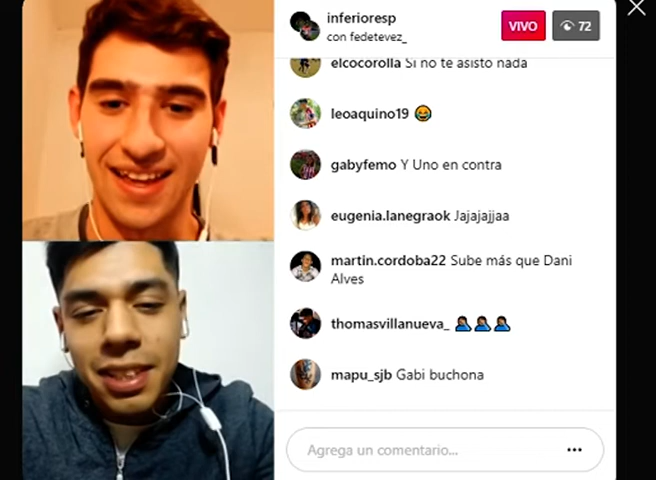 inferioresp
con fedetevez_
VIVO
72
elcocorolla Si no te asisto nada
leoaquino19
gabyfemo Y Uno en contra
eugenia.lanegraok Jajajajjaa
martin.cordoba22 Sube más que Dani
Alves
thomasvillanueva_
mapu_sjb Gabi buchona
Agrega un comentario...